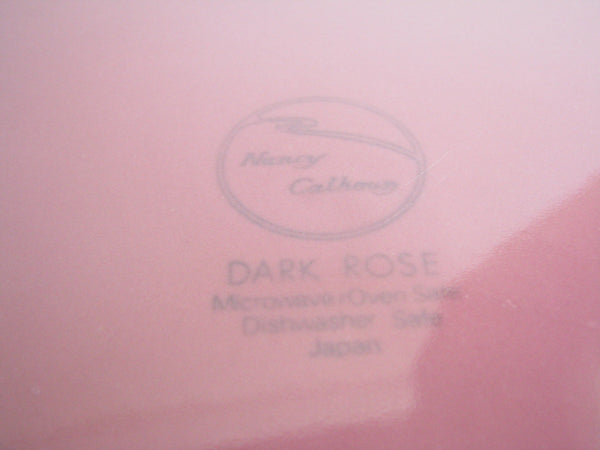 Nancy
Calhoun
DARK ROSE
Microwave/Oven Safe
Dishwasher Safe
Japan